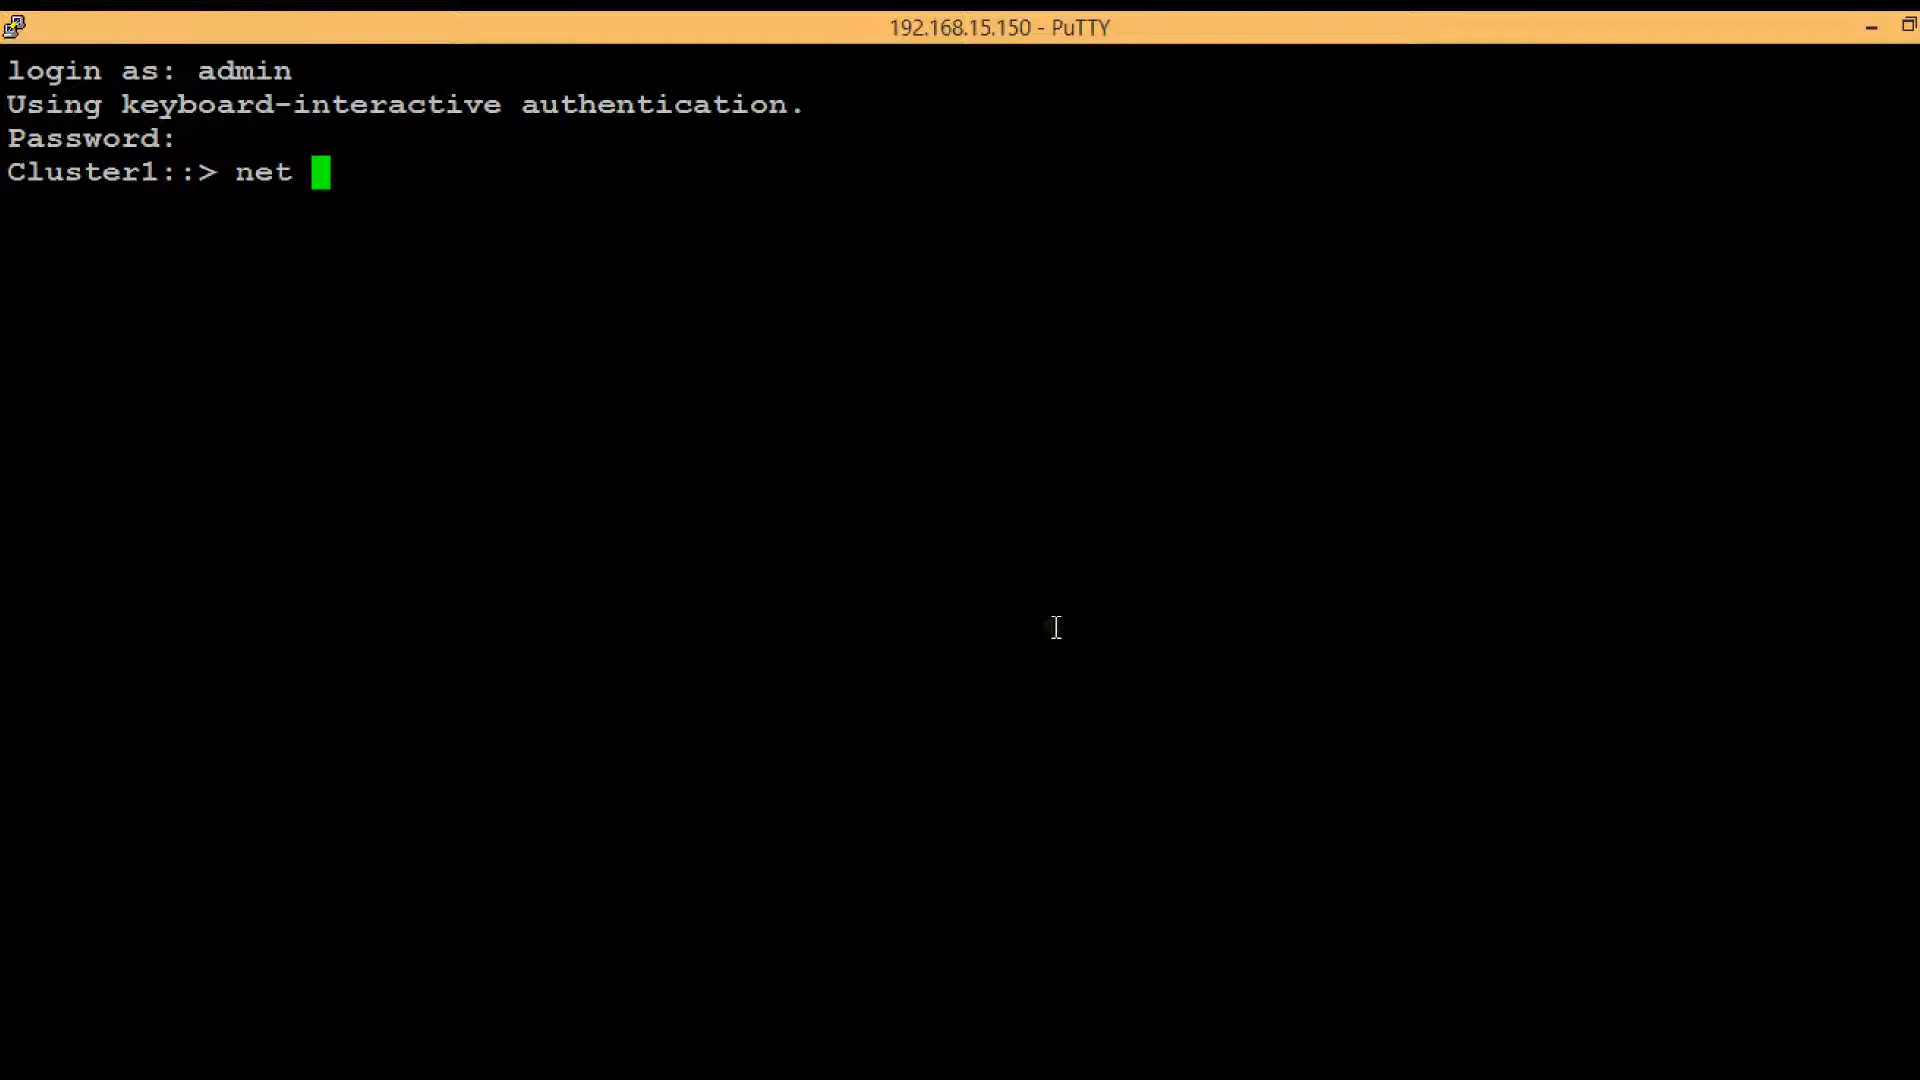 192.168.15.150 - PuTTY
login as: admin
Using keyboard-interactive authentication.
Password:
Cluster1::> net